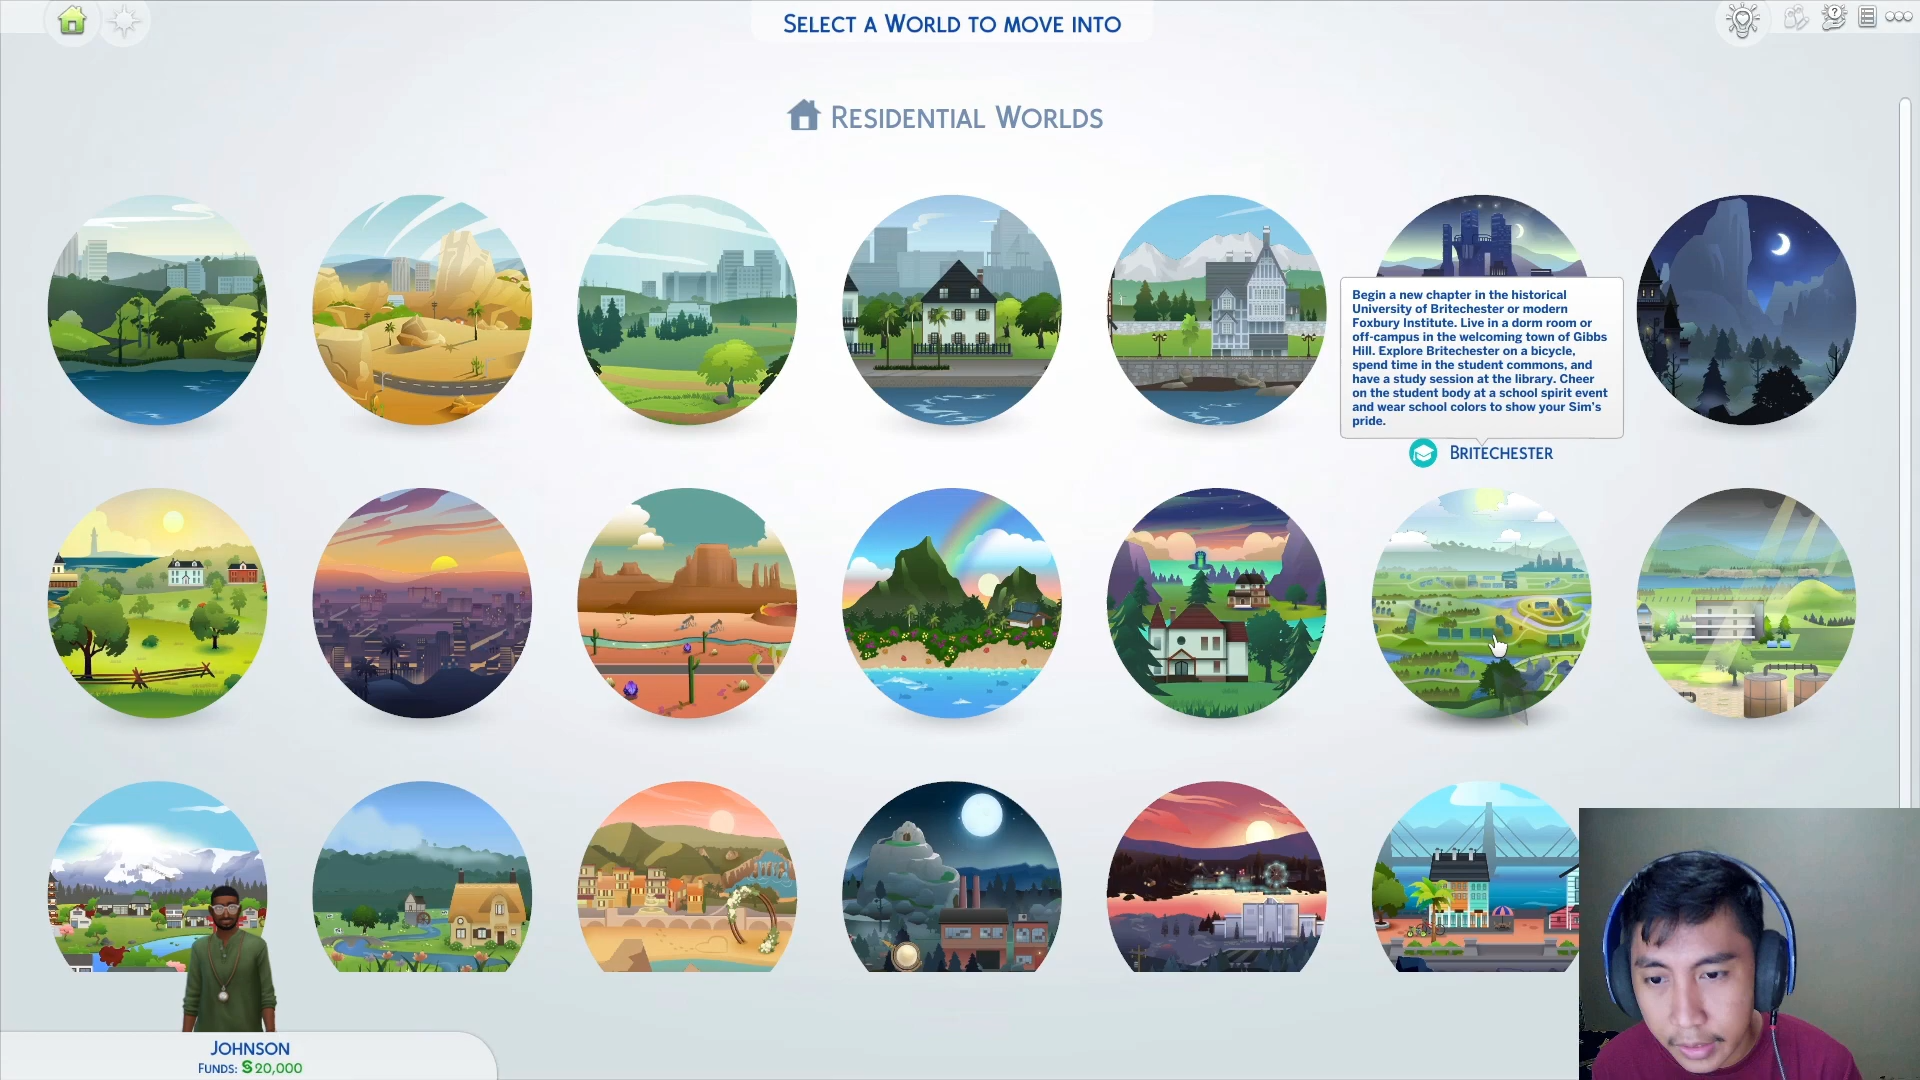 SELECT A WORLD TO MOVE INTO
RESIDENTIAL WORLDS
Begin a new chapter in the historical
University of Britechester or modern
Foxbury Institute. Live in a dorm room or
off-campus in the welcoming town of Gibbs
Hill. Explore Britechester on a bicycle,
spend time in the student commons, and
have a study session at the library. Cheer
on the student body at a school spirit event
and wear school colors to show your Sim's
pride.
BRITECHESTER
JOHNSON
FUNDS: §20,000